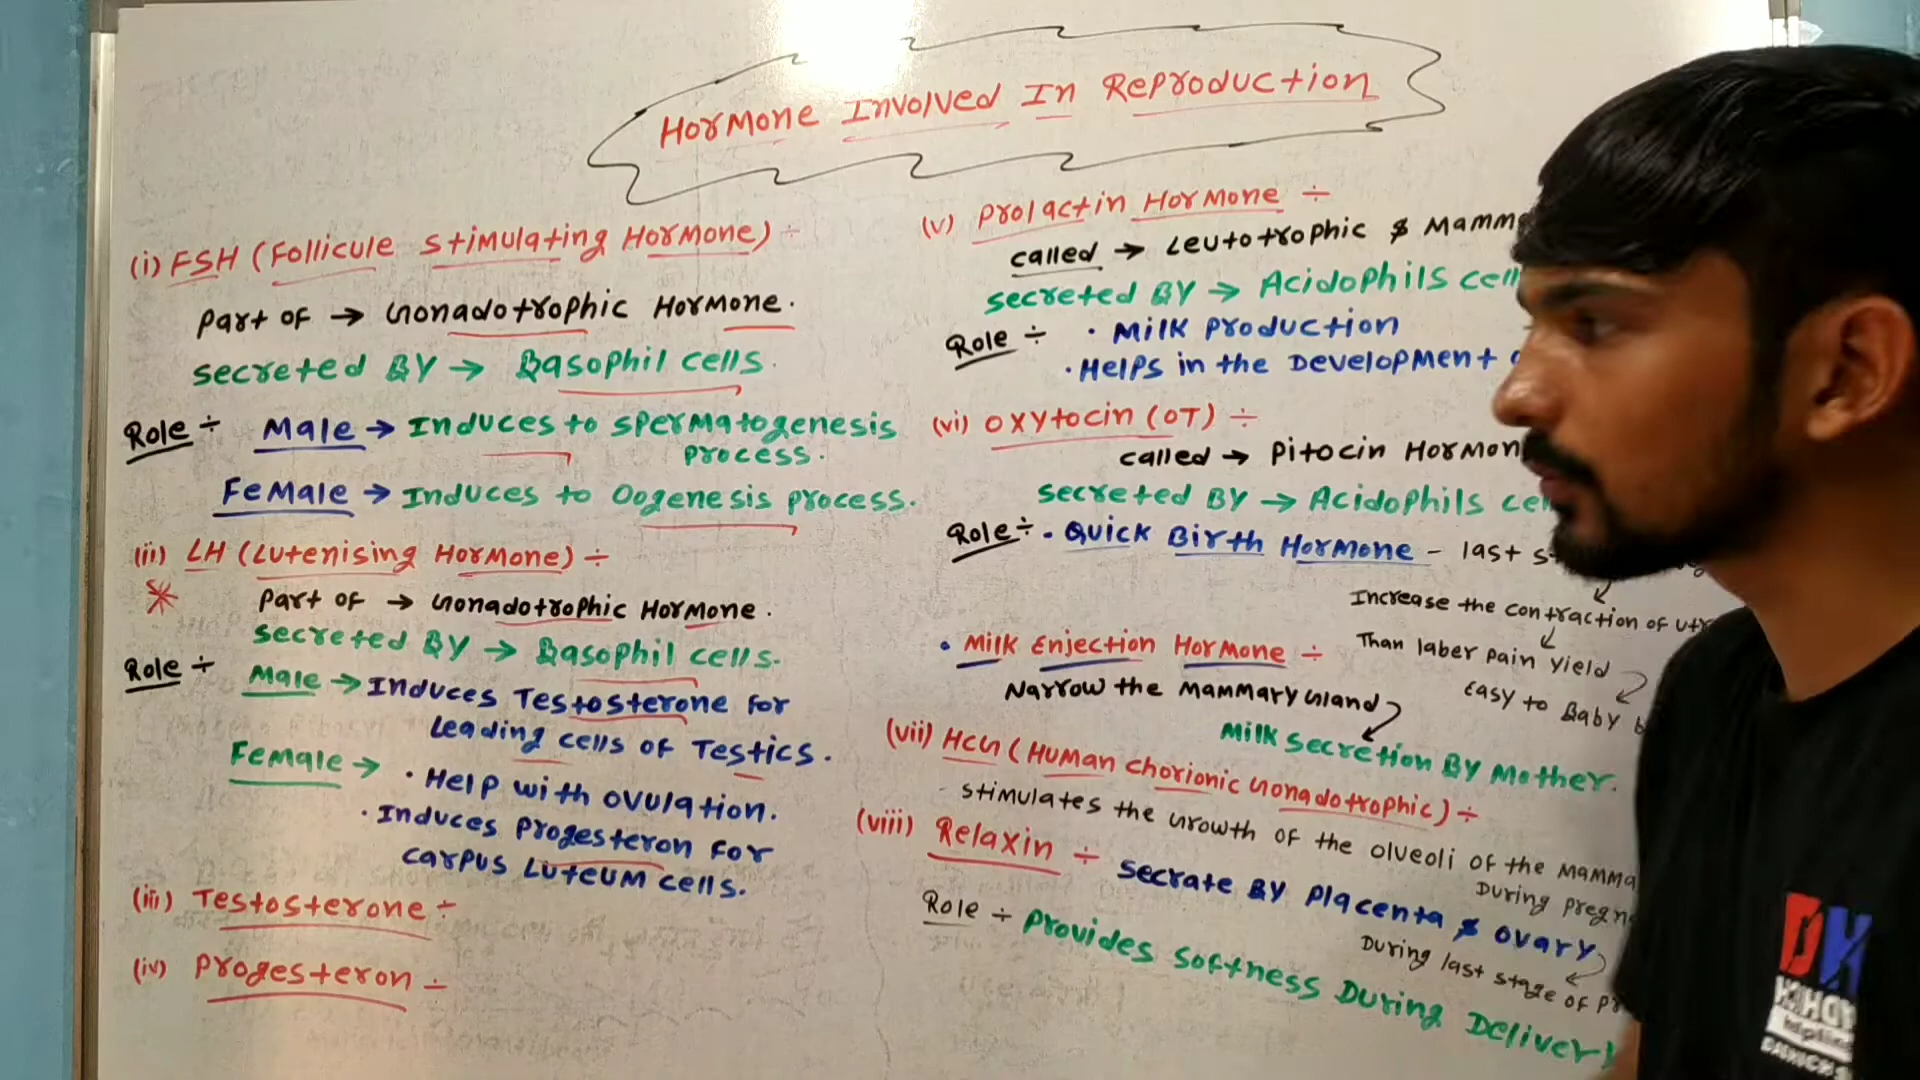 Hormone Involved In Reproduction
(i) FSH (Follicule stimulating Hormone) ÷
Part of → Gonadotrophic Hormone.
secreted By → Basophil cells.
Role ÷ Male → Induces to spermatogenesis
process.
Female → Induces to Oogenesis process.
(ii) LH (Lutenising Hormone) ÷
Part of → Gonadotrophic Hormone.
secreted By → Basophil cells.
Role ÷ Male → Induces Testosterone for
Leading cells of Testics.
Female → • Help with ovulation.
• Induces Progesteron for
Carpus Luteum cells.
(iii) Testosterone ÷
(iv) Progesteron ÷
(v) Prolactin Hormone ÷
called → Leutotrophic &
secreted By → Acidophils
Role ÷ • Milk production
• Helps in the Development
(vi) Oxytocin (OT) ÷
called → Pitocin
secreted By → Acidophils
Role ÷ • Quick Birth Hormone - last
Increase the contraction of
Than laber pain yield
easy to Baby
• Milk Enjection Hormone ÷
Narrow the mammary Gland
Milk secretion By Mother.
(vii) HCG (Human Chorionic Gonadotrophic) ÷
- stimulates the Growth of the olveoli of the
During
(viii) Relaxin ÷ Secrate By Placenta & ovary
During last stage of
Role ÷ Provides Softness During Delivery
DK